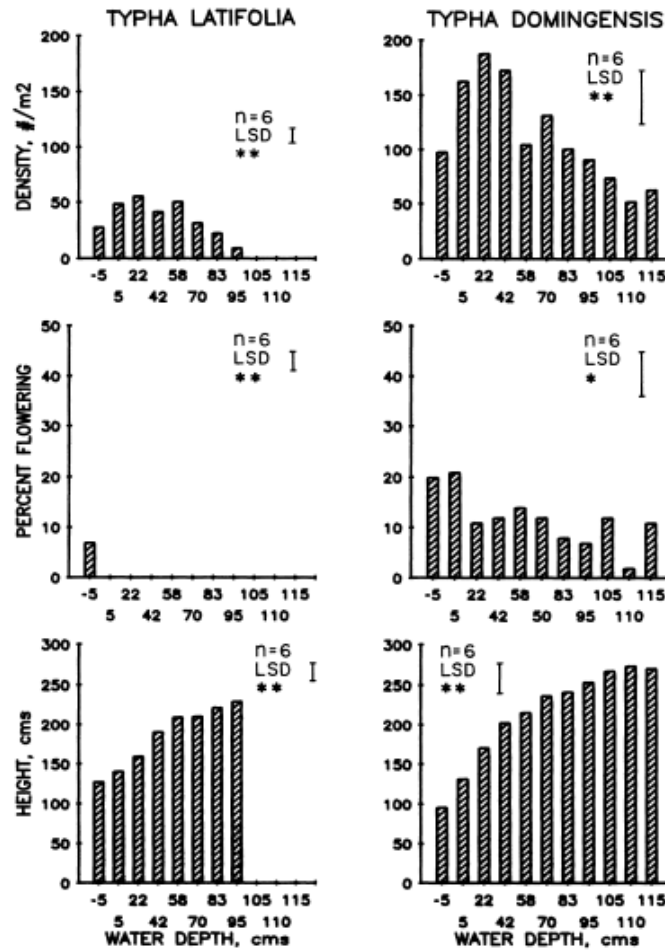 TYPHA LATIFOLIA
TYPHA DOMINGENSIS
DENSITY, #/m2
200
150
100
50
0
n=6
LSD
**
-5 22 58 83 105 115
5 42 70 95 110
200
150
100
50
0
n=6
LSD
**
-5 22 58 83 105 115
5 42 70 95 110
PERCENT FLOWERING
50
40
30
20
10
0
n=6
LSD
**
-5 22 58 83 105 115
5 42 70 95 110
50
40
30
20
10
0
n=6
LSD
*
-5 22 58 83 105 115
5 42 50 95 110
HEIGHT, cms
300
250
200
150
100
50
0
n=6
LSD
**
-5 22 58 83 105 115
5 42 70 95 110
WATER DEPTH, cms
300
250
200
150
100
50
0
n=6
LSD
**
-5 22 58 83 105 115
5 42 70 95 110
WATER DEPTH, cms